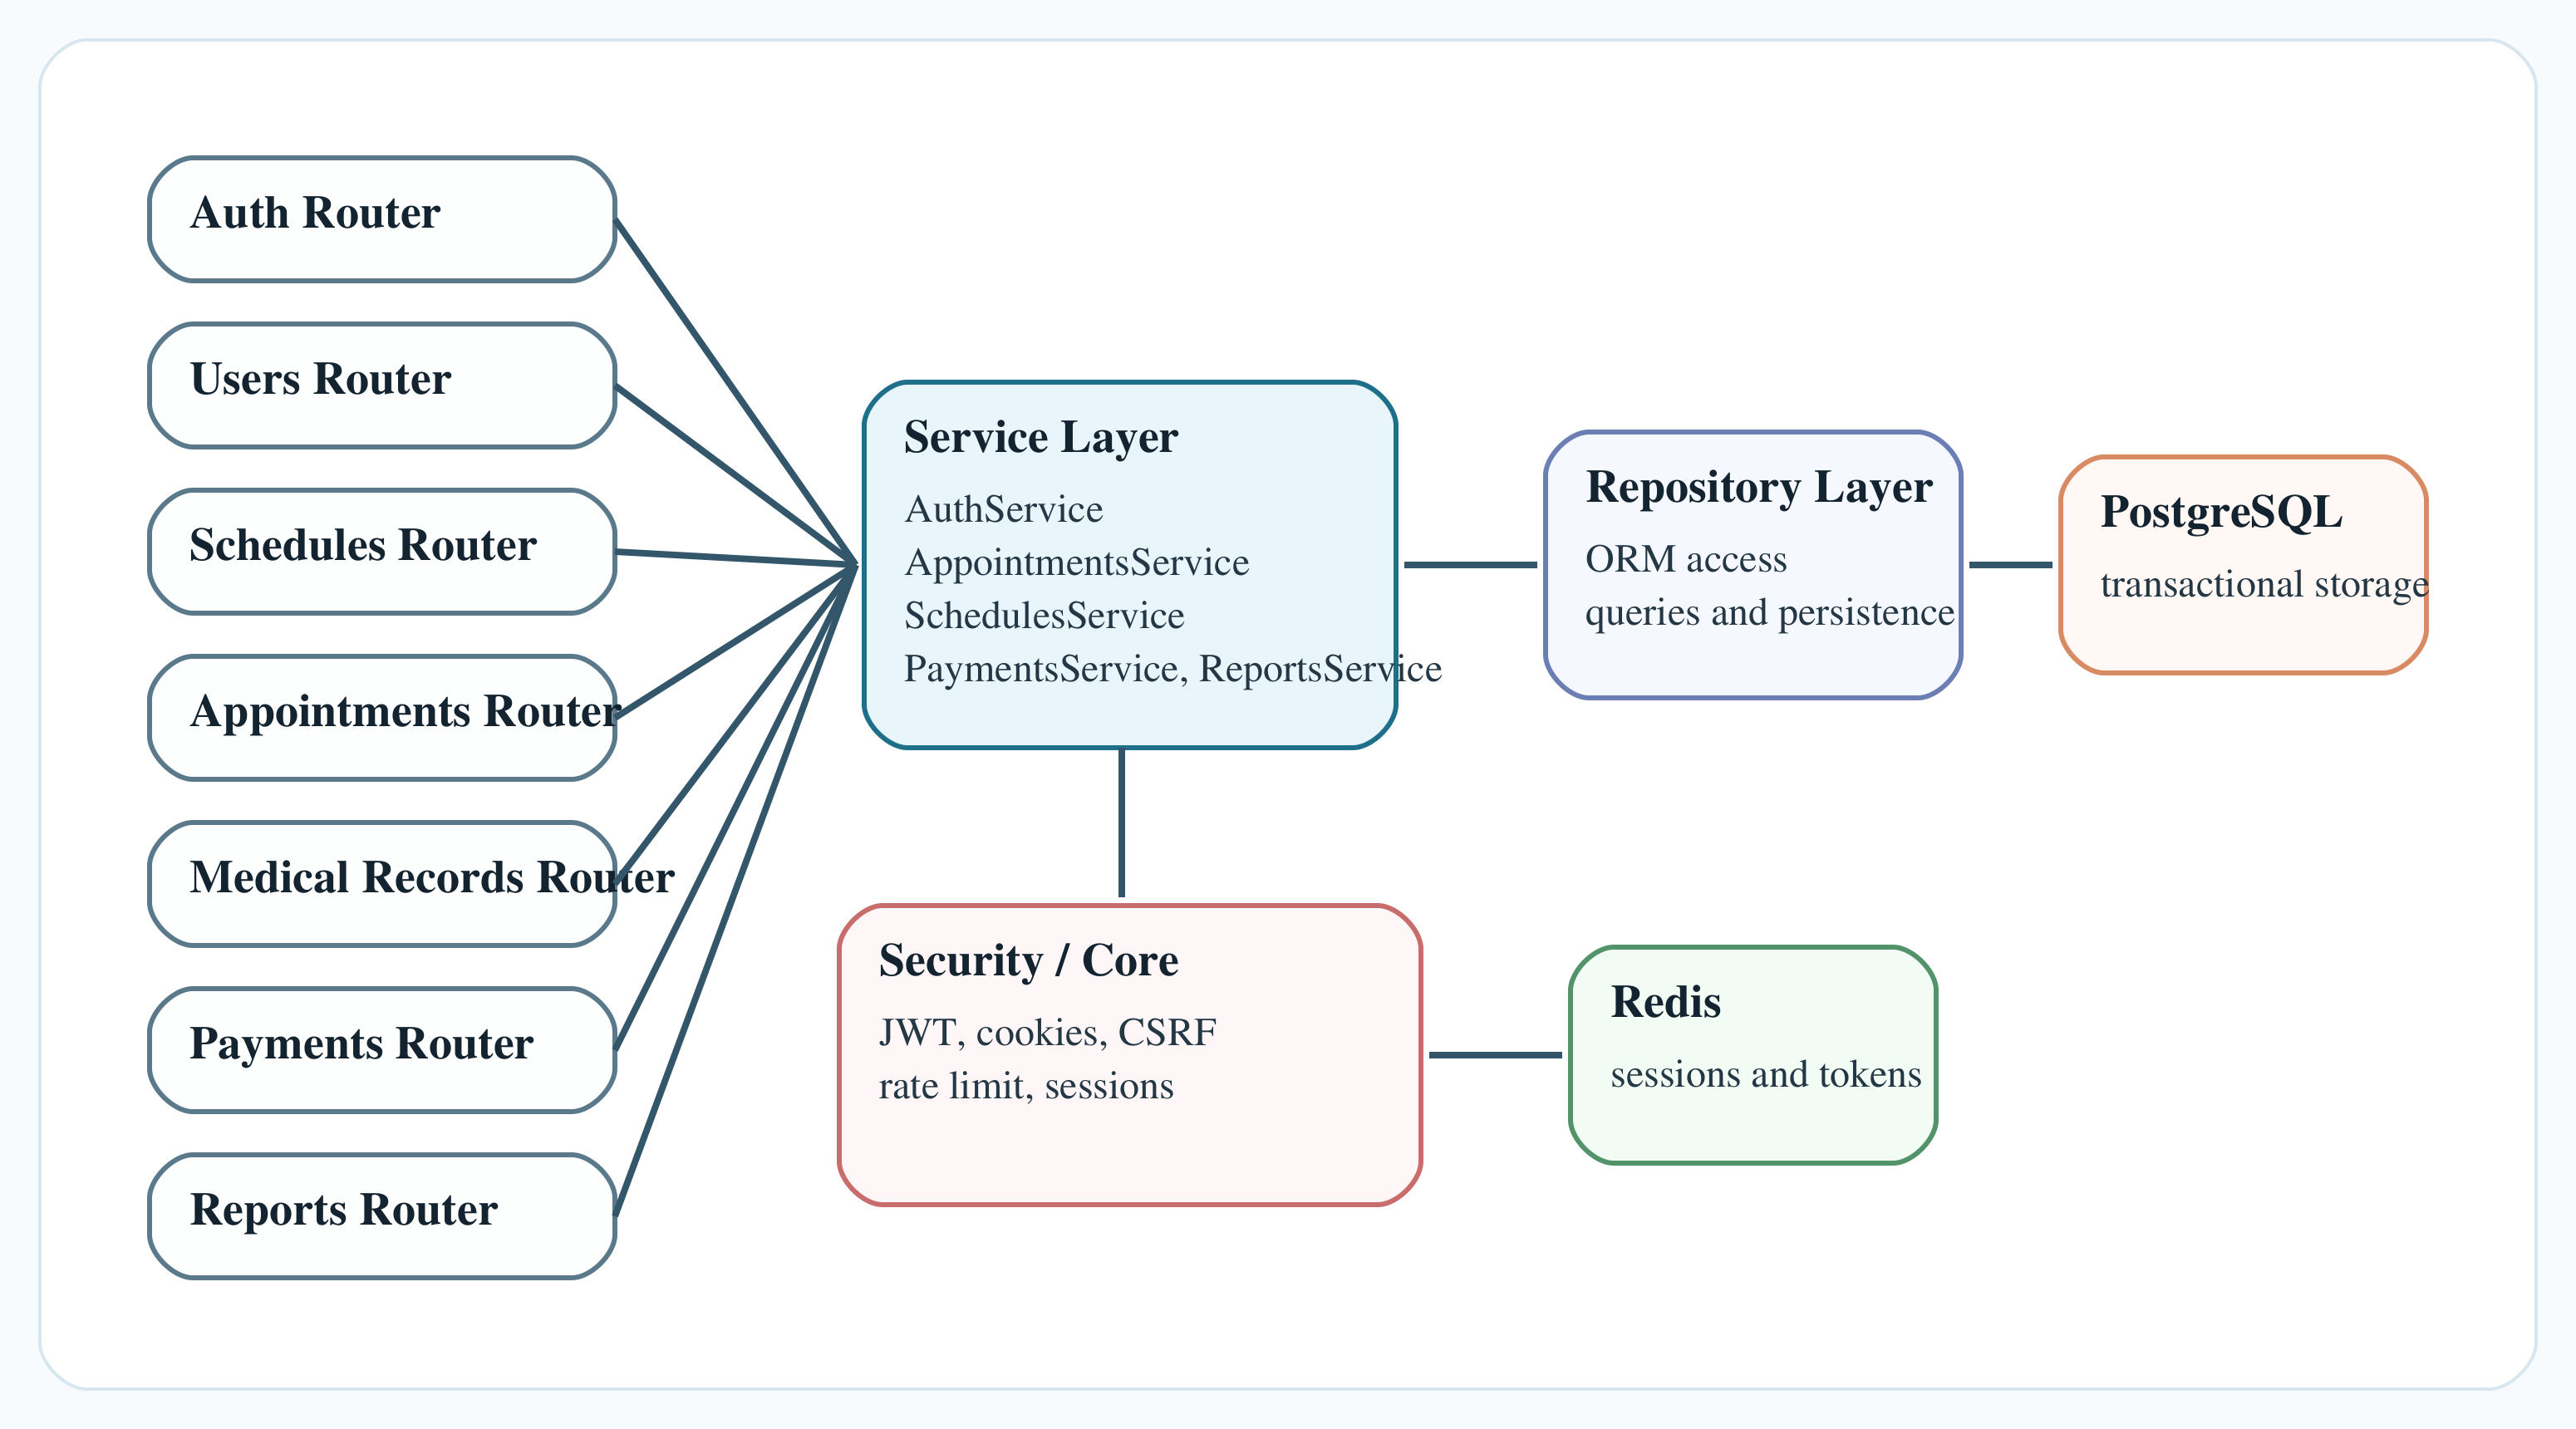 Auth Router
Users Router
Schedules Router
Appointments Router
Medical Records Router
Payments Router
Reports Router
Service Layer
AuthService
AppointmentsService
SchedulesService
PaymentsService, ReportsService
Repository Layer
ORM access
queries and persistence
PostgreSQL
transactional storage
Security / Core
JWT, cookies, CSRF
rate limit, sessions
Redis
sessions and tokens